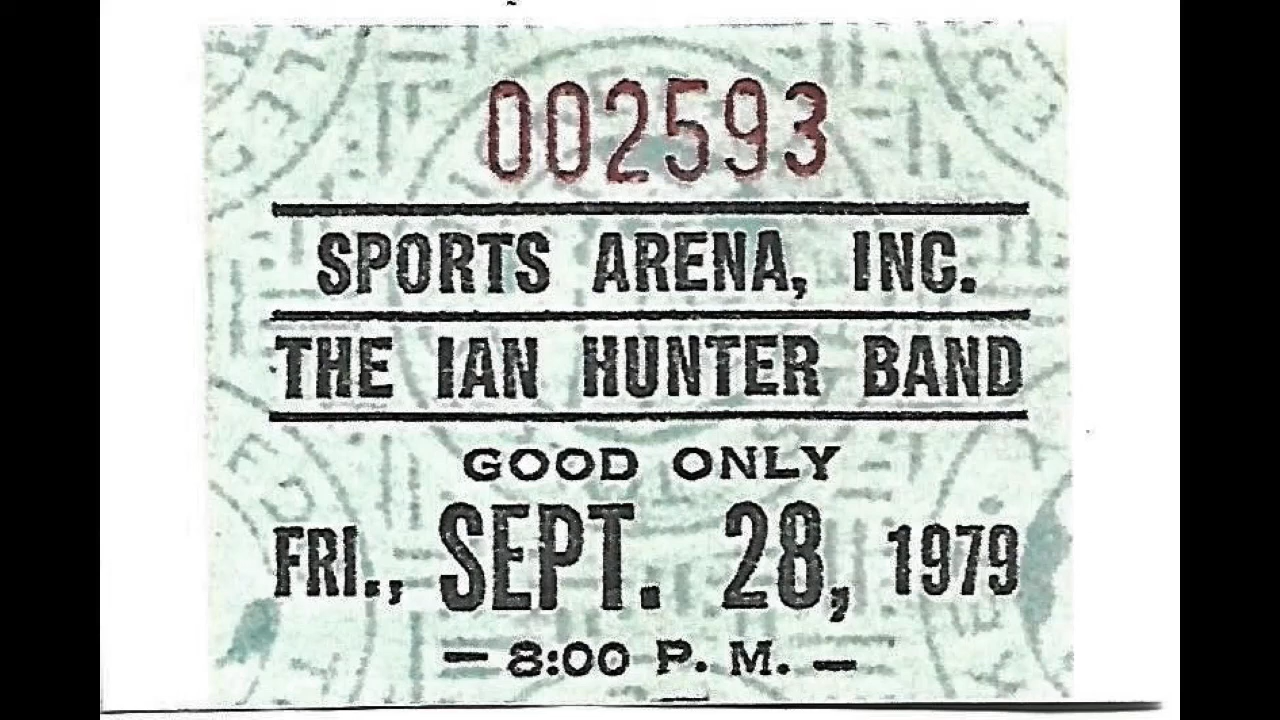 002593
SPORTS ARENA, INC.
THE IAN HUNTER BAND
GOOD ONLY
FRI., SEPT. 28, 1979
— 8:00 P. M. —